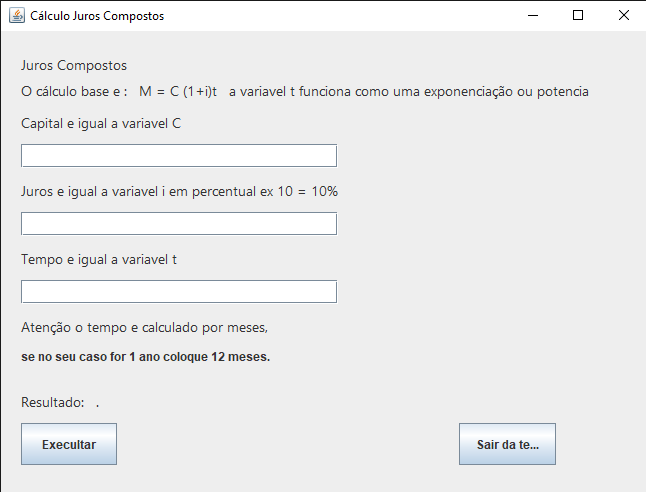 Cálculo Juros Compostos
Juros Compostos
O cálculo base e : M = C (1+i)t a variavel t funciona como uma exponenciação ou potencia
Capital e igual a variavel C
Juros e igual a variavel i em percentual ex 10 = 10%
Tempo e igual a variavel t
Atenção o tempo e calculado por meses,
se no seu caso for 1 ano coloque 12 meses.
Resultado: .
Execultar Sair da te...